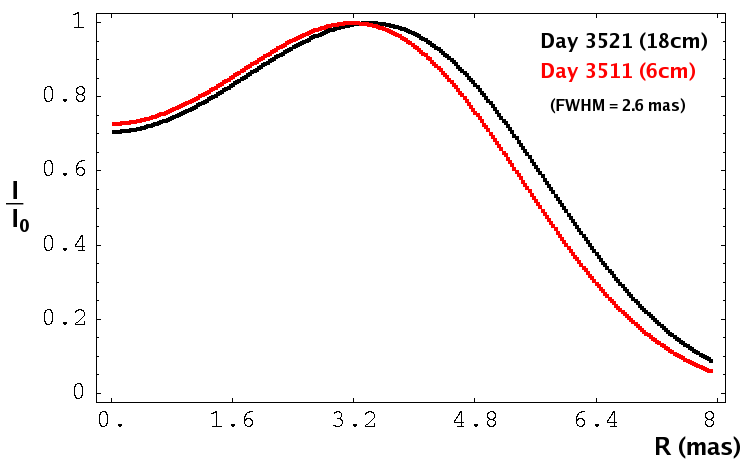 1
Day 3521 (18cm)
Day 3511 (6cm)
(FWHM = 2.6 mas)
0.8
0.6
I
I0
0.4
0.2
0
0. 1.6 3.2 4.8 6.4 8
R (mas)